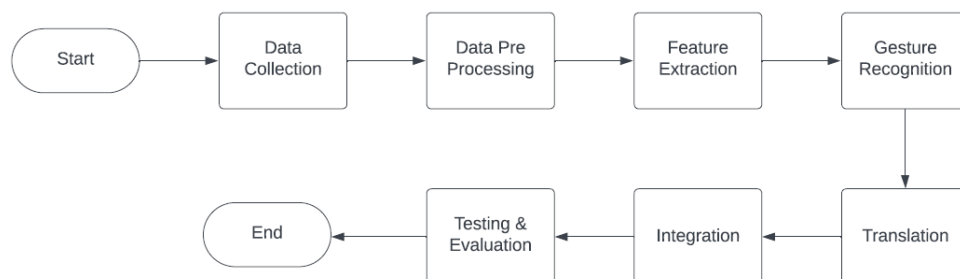 Start
Data
Collection
Data Pre
Processing
Feature
Extraction
Gesture
Recognition
Translation
Integration
Testing &
Evaluation
End